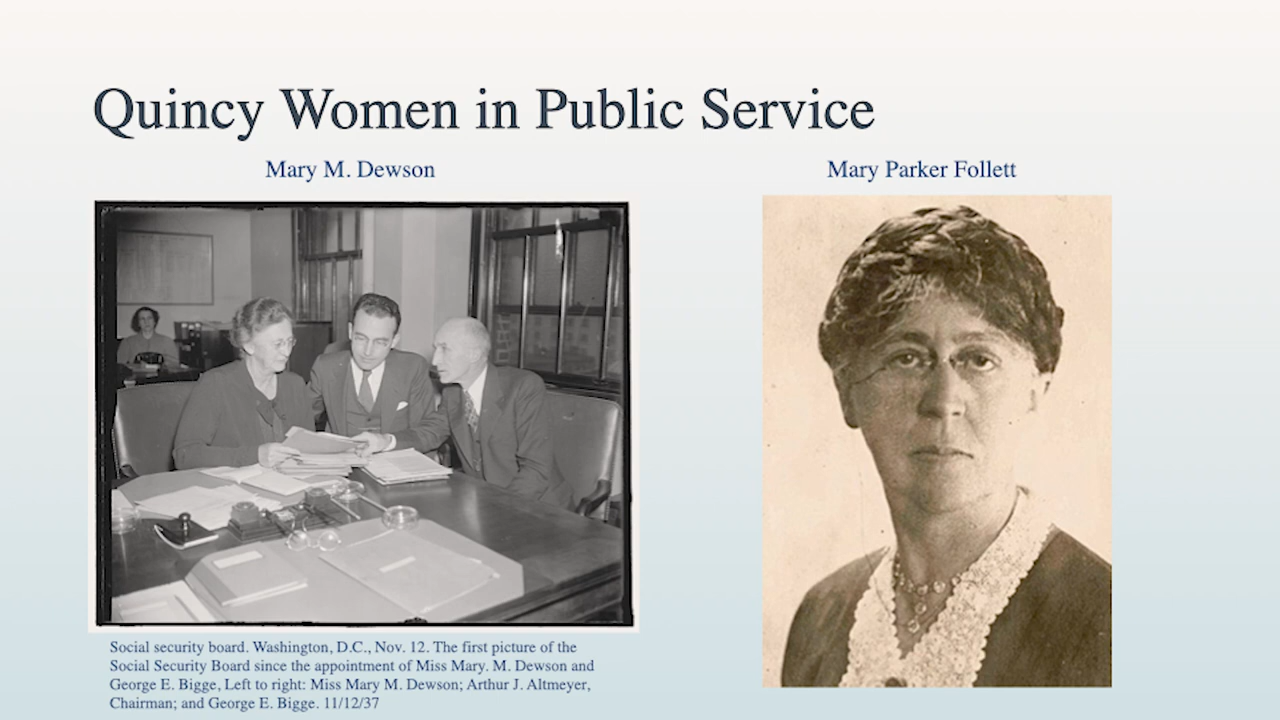 Quincy Women in Public Service
Mary M. Dewson
Mary Parker Follett
Social security board. Washington, D.C., Nov. 12. The first picture of the
Social Security Board since the appointment of Miss Mary. M. Dewson and
George E. Bigge, Left to right: Miss Mary M. Dewson; Arthur J. Altmeyer,
Chairman; and George E. Bigge. 11/12/37